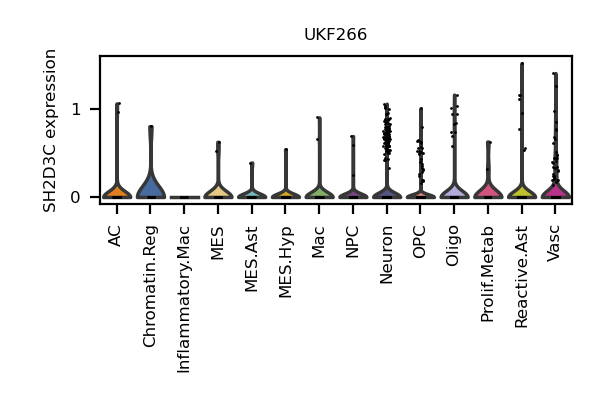 UKF266
SH2D3C expression
1
0
AC
Chromatin.Reg
Inflammatory.Mac
MES
MES.Ast
MES.Hyp
Mac
NPC
Neuron
OPC
Oligo
Prolif.Metab
Reactive.Ast
Vasc